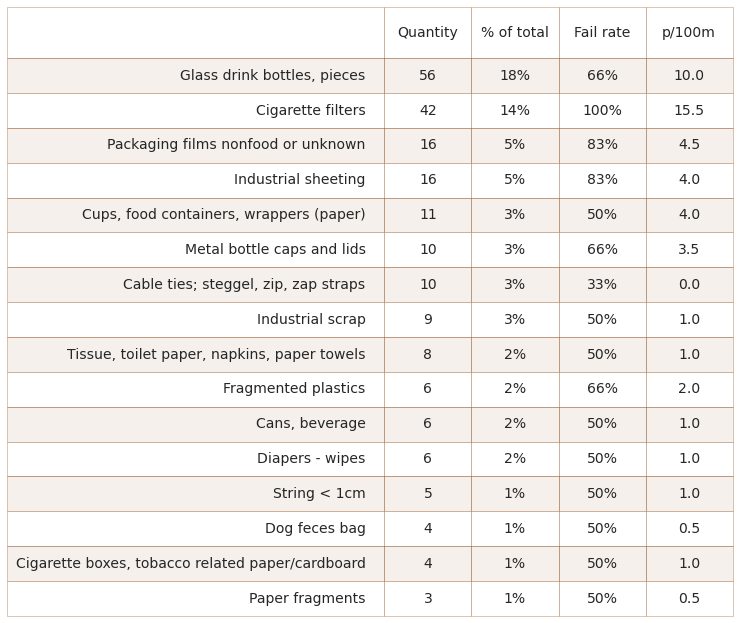 Quantity % of total Fail rate p/100m
Glass drink bottles, pieces 56 18% 66% 10.0
Cigarette filters 42 14% 100% 15.5
Packaging films nonfood or unknown 16 5% 83% 4.5
Industrial sheeting 16 5% 83% 4.0
Cups, food containers, wrappers (paper) 11 3% 50% 4.0
Metal bottle caps and lids 10 3% 66% 3.5
Cable ties; steggel, zip, zap straps 10 3% 33% 0.0
Industrial scrap 9 3% 50% 1.0
Tissue, toilet paper, napkins, paper towels 8 2% 50% 1.0
Fragmented plastics 6 2% 66% 2.0
Cans, beverage 6 2% 50% 1.0
Diapers - wipes 6 2% 50% 1.0
String < 1cm 5 1% 50% 1.0
Dog feces bag 4 1% 50% 0.5
Cigarette boxes, tobacco related paper/cardboard 4 1% 50% 1.0
Paper fragments 3 1% 50% 0.5